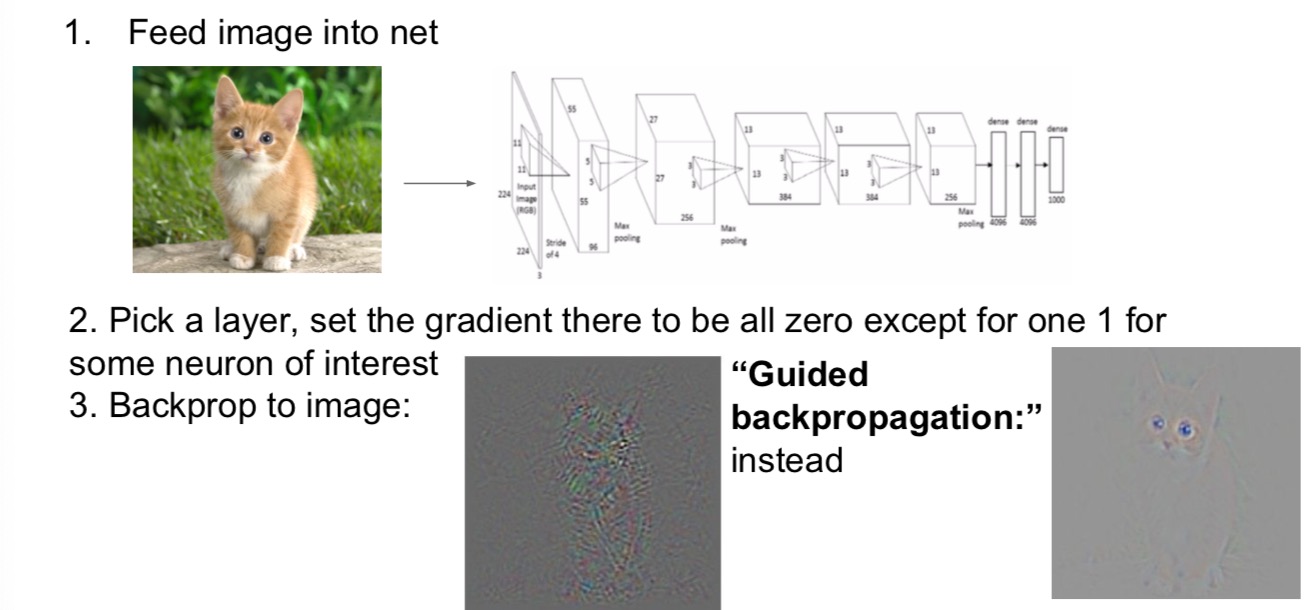 1. Feed image into net
55
27
13
13
13
dense
dense
dense
11
11
5
5
3
3
3
3
3
3
224
Input
Image
(RGB)
55
27
13
13
13
384
384
256
1000
256
Max
pooling
4096
4096
Max
pooling
Max
pooling
96
Stride
of 4
224
3
2. Pick a layer, set the gradient there to be all zero except for one 1 for
some neuron of interest
3. Backprop to image:
“Guided
backpropagation:”
instead